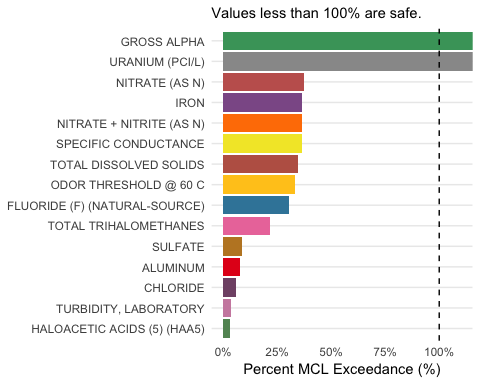 Values less than 100% are safe.
GROSS ALPHA
URANIUM (PCI/L)
NITRATE (AS N)
IRON
NITRATE + NITRITE (AS N)
SPECIFIC CONDUCTANCE
TOTAL DISSOLVED SOLIDS
ODOR THRESHOLD @ 60 C
FLUORIDE (F) (NATURAL-SOURCE)
TOTAL TRIHALOMETHANES
SULFATE
ALUMINUM
CHLORIDE
TURBIDITY, LABORATORY
HALOACETIC ACIDS (5) (HAA5)
0% 25% 50% 75% 100%
Percent MCL Exceedance (%)